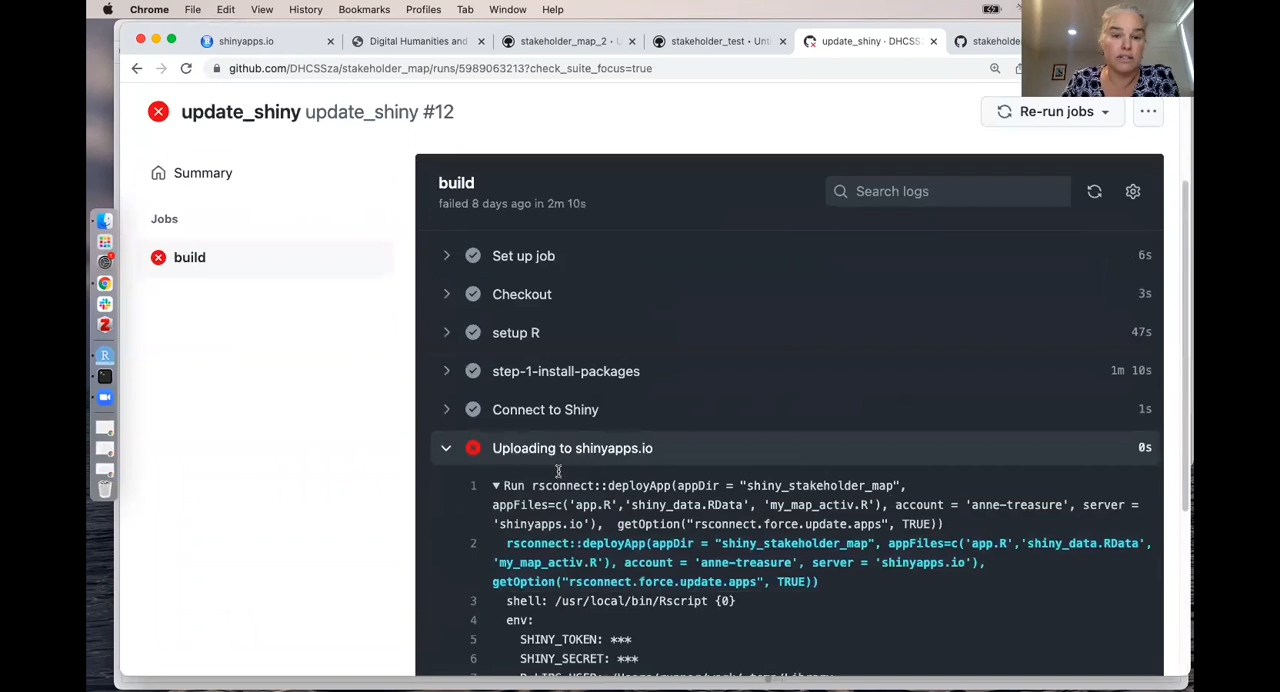 Chrome File Edit View History Bookmarks Profiles Tab Window Help
shinyapps.io
Digital Hum and
stakeholder_map_2 · U
stakeholder_test · Unti
update_shiny · DHCSS
stakehold
github.com/DHCSSza/stakeholder_map/runs/5989063313?check_suite_focus=true
update_shiny update_shiny #12
Re-run jobs
Summary
Jobs
build
build
failed 8 days ago in 2m 10s
Search logs
Set up job 6s
Checkout 3s
setup R 47s
step-1-install-packages 1m 10s
Connect to Shiny 1s
Uploading to shinyapps.io 0s
1 Run rsconnect::deployApp(appDir = "shiny_stakeholder_map",
=c('app.R','shiny_data.RData','my_map_activ.R'), account = 'anne-treasure', server =
'shinyapps.io'), getOption("rsconnect.force.update.apps", TRUE))
2 rsconnect::deployApp(appDir = "shiny_stakeholder_map", appFiles=c('app.R','shiny_data.RData',
'my_map_activ.R'), account = 'anne-treasure', server = 'shinyapps.io'),
getOption("rsconnect.force.update.apps", TRUE))
3 shell: /usr/ /Rscript {0}
4 env:
5 SHINY_TOKEN: ***
6 SHINY_SECRET: ***